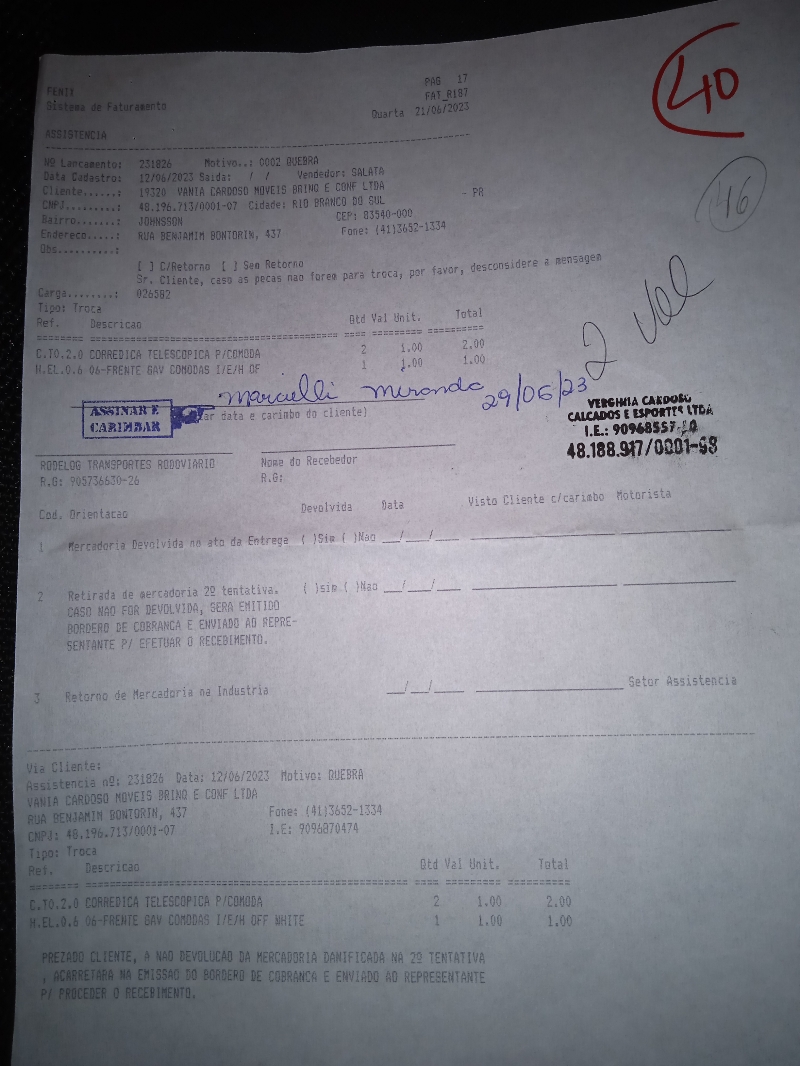 PAG 17
FENIX
FAT_R187
Sistema de Faturamento
Quarta 21/06/2023
40
ASSISTENCIA
46
Nº Lancamento: 231826 Motivo..: 0002 QUEBRA
Data Cadastro: 12/06/2023 Saida: / / Vendedor: SALATA
Cliente......: 19320 VANIA CARDOSO MOVEIS BRINQ E CONF LTDA
CNPJ.........: 48.196.713/0001-07 Cidade: RIO BRANCO DO SUL - PR
Bairro.......: JOHNSSON CEP: 83540-000
Endereco.....: RUA BENJAMIM BONTORIN, 437 Fone: (41)3652-1334
Obs..........:
[ ] C/Retorno [ ] Sem Retorno
Sr. Cliente, caso as pecas nao forem para troca, por favor, desconsidere a mensagem
Carga........: 026582
Tipo: Troca
Ref. Descricao Qtd Val Unit. Total
C.TO.2.0 CORREDICA TELESCOPICA P/COMODA 2 1.00 2.00
H.EL.0.6 06-FRENTE GAV COMODAS I/E/H OF 1 1.00 1.00
2 Vol
Marcielli Miranda 29/06/23
ASSINAR E
CARIMBAR
ar data e carimbo do cliente)
VERGINIA CARDOSO
CALCADOS E ESPORTES LTDA
I.E.: 90968557-
48.188.917/0001-98
RODELOG TRANSPORTES RODOVIARIO Nome do Recebedor
R.G: 905736630-26 R.G:
Cod. Orientacao Devolvida Data Visto Cliente c/carimbo Motorista
1 Mercadoria Devolvida no ato da Entrega ( )Sim ( )Nao __/__/____
2 Retirada de mercadoria 2º tentativa. ( )sim ( )Nao __/__/____
CASO NAO FOR DEVOLVIDA, SERA EMITIDO
BORDERO DE COBRANCA E ENVIADO AO REPRE-
SENTANTE P/ EFETUAR O RECEBIMENTO.
3 Retorno de Mercadoria na Industria __/__/____ Setor Assistencia
Via Cliente:
Assistencia nº: 231826 Data: 12/06/2023 Motivo: QUEBRA
VANIA CARDOSO MOVEIS BRINQ E CONF LTDA
RUA BENJAMIM BONTORIN, 437 Fone: (41)3652-1334
CNPJ: 48.196.713/0001-07 I.E: 9096870474
Tipo: Troca
Ref. Descricao Qtd Val Unit. Total
C.TO.2.0 CORREDICA TELESCOPICA P/COMODA 2 1.00 2.00
H.EL.0.6 06-FRENTE GAV COMODAS I/E/H OFF WHITE 1 1.00 1.00
PREZADO CLIENTE, A NAO DEVOLUCAO DA MERCADORIA DANIFICADA NA 2º TENTATIVA
, ACARRETARA NA EMISSAO DO BORDERO DE COBRANCA E ENVIADO AO REPRESENTANTE
P/ PROCEDER O RECEBIMENTO.